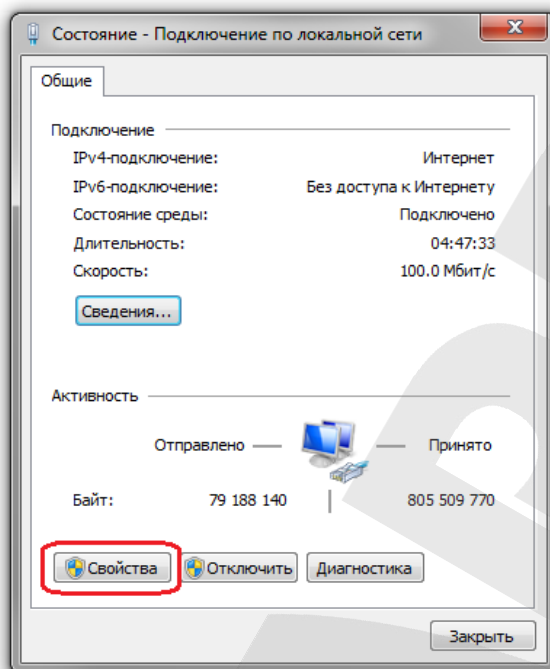 Состояние - Подключение по локальной сети
Общие
Подключение
IPv4-подключение: Интернет
IPv6-подключение: Без доступа к Интернету
Состояние среды: Подключено
Длительность: 04:47:33
Скорость: 100.0 Мбит/с
Сведения...
Активность
Отправлено — Принято
Байт: 79 188 140 805 509 770
Свойства Отключить Диагностика
Закрыть